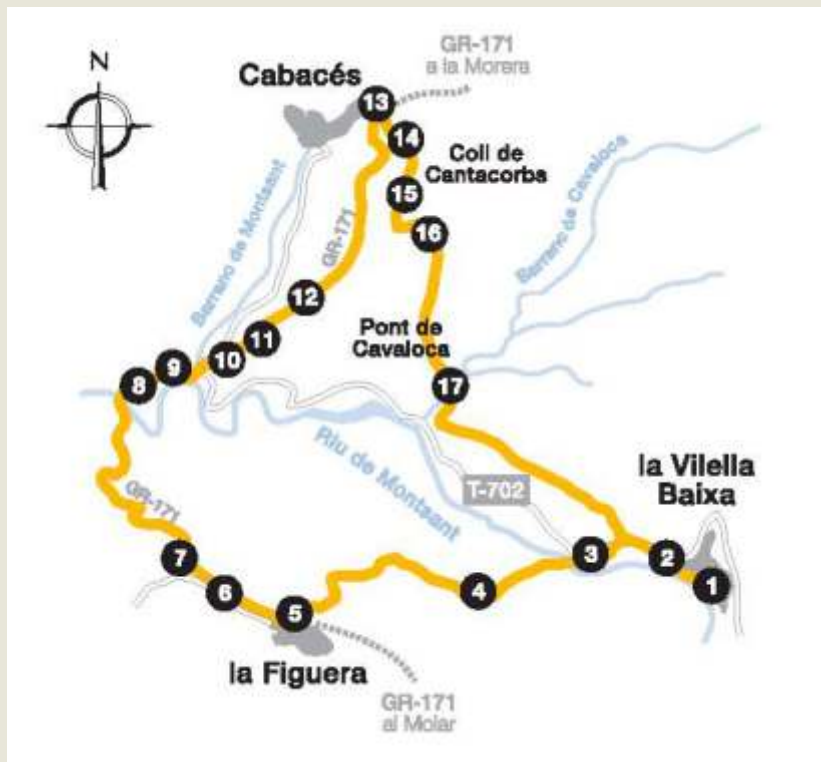 N
GR-171
a la Morera
Cabacés
13
14
Coll de
Cantacorbs
15
16
Barranc de Cavaloca
Barranc de Montsant
GR-171
12
11
10
9
8
Pont de
Cavaloca
17
Riu de Montsant
T-702
la Vilella
Baixa
GR-171
7
6
5
4
3
2
1
la Figuera
GR-171
al Molar